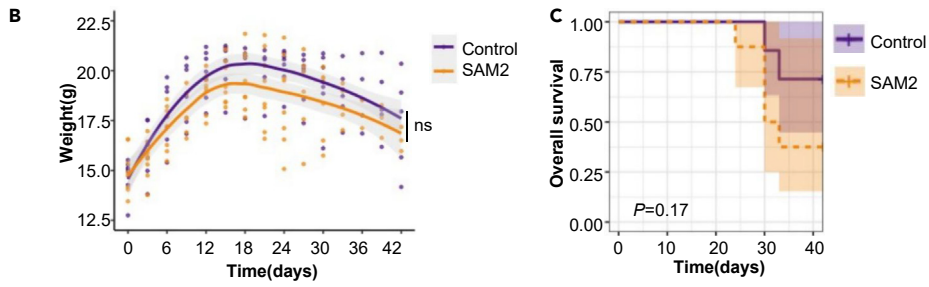 B
22.5
20.0
17.5
15.0
12.5
Weight(g)
0 6 12 18 24 30 36 42
Time(days)
Control
SAM2
ns
C
1.00
0.75
0.50
0.25
0.00
Overall survival
P=0.17
0 10 20 30 40
Time(days)
Control
SAM2